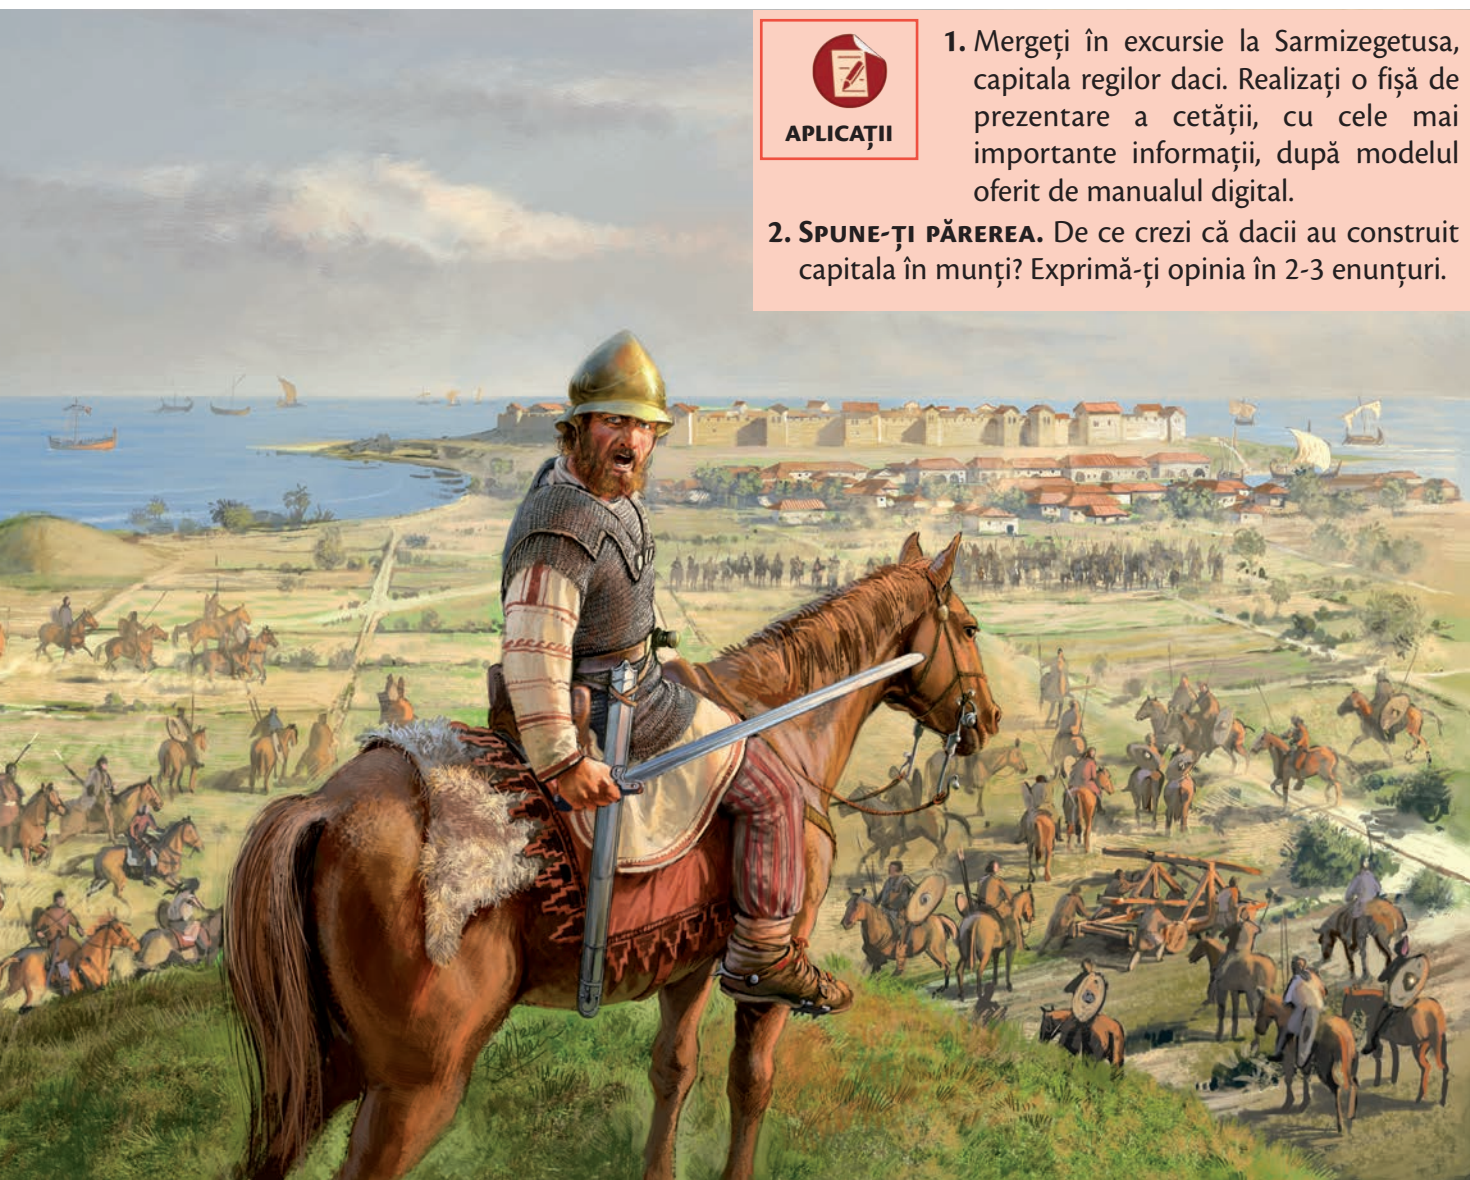 APLICAȚII
1. Mergeți în excursie la Sarmizegetusa,
capitala regilor daci. Realizați o fișă de
prezentare a cetății, cu cele mai
importante informații, după modelul
oferit de manualul digital.
2. SPUNE-ȚI PĂREREA. De ce crezi că dacii au construit
capitala în munți? Exprimă-ți opinia în 2-3 enunțuri.